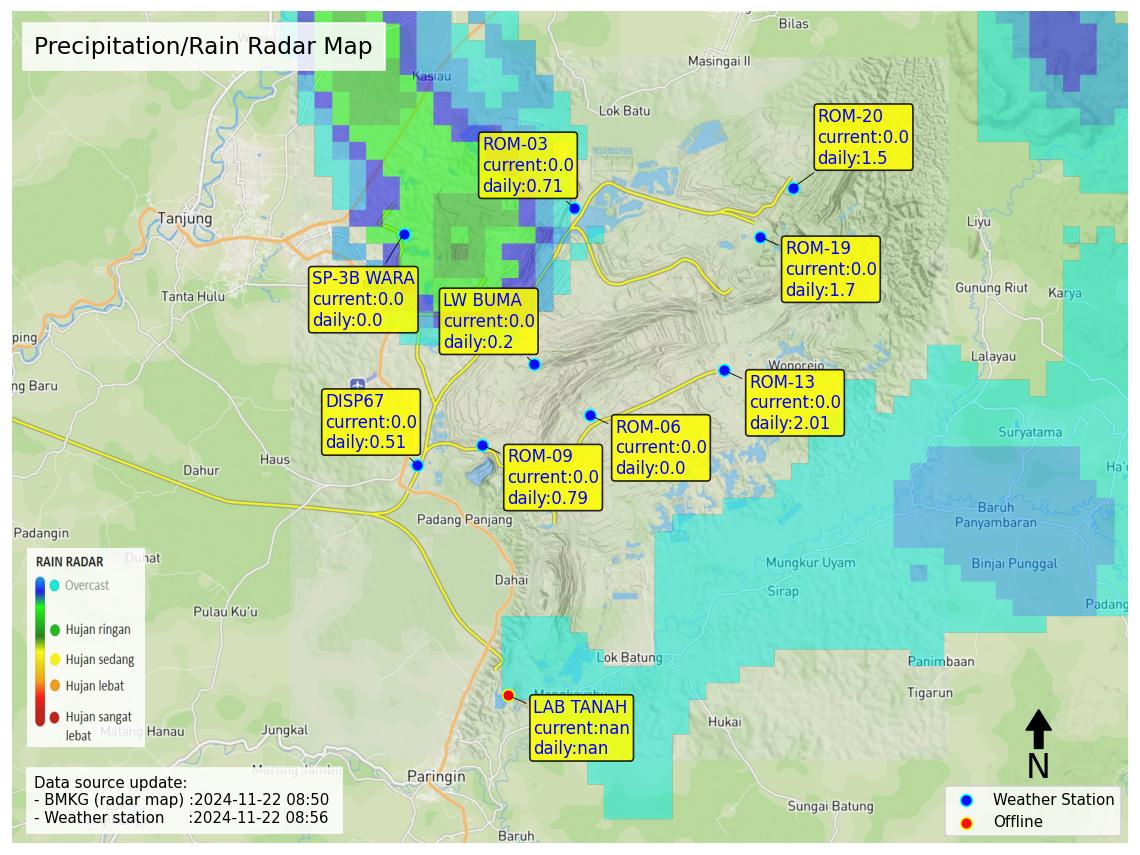 Precipitation/Rain Radar Map
Bilas
Masingai II
Kasiau
Lok Batu
ROM-20
current:0.0
daily:1.5
ROM-03
current:0.0
daily:0.71
Tanjung
Liyu
ROM-19
current:0.0
daily:1.7
SP-3B WARA
current:0.0
daily:0.0
LW BUMA
current:0.0
daily:0.2
Tanta Hulu
Gunung Riut
Karya
ping
Lalayau
Wonorejo
ng Baru
ROM-13
current:0.0
daily:2.01
DISP67
current:0.0
daily:0.51
ROM-06
current:0.0
daily:0.0
Suryatama
ROM-09
current:0.0
daily:0.79
Haus
Dahur
Ha'u
Baruh
Panyambaran
Padang Panjang
Padangin
Duhat
Mungkur Uyam
Binjai Punggal
Dahai
Sirap
Padang
RAIN RADAR
Overcast
Hujan ringan
Hujan sedang
Hujan lebat
Hujan sangat
lebat
Pulau Ku'u
Lok Batung
Panimbaan
Tigarun
LAB TANAH
current:nan
daily:nan
Hukai
Matang Hanau
Jungkal
Murung Jambu
Paringin
N
Data source update:
- BMKG (radar map) :2024-11-22 08:50
- Weather station :2024-11-22 08:56
Sungai Batung
Baruh
Weather Station
Offline